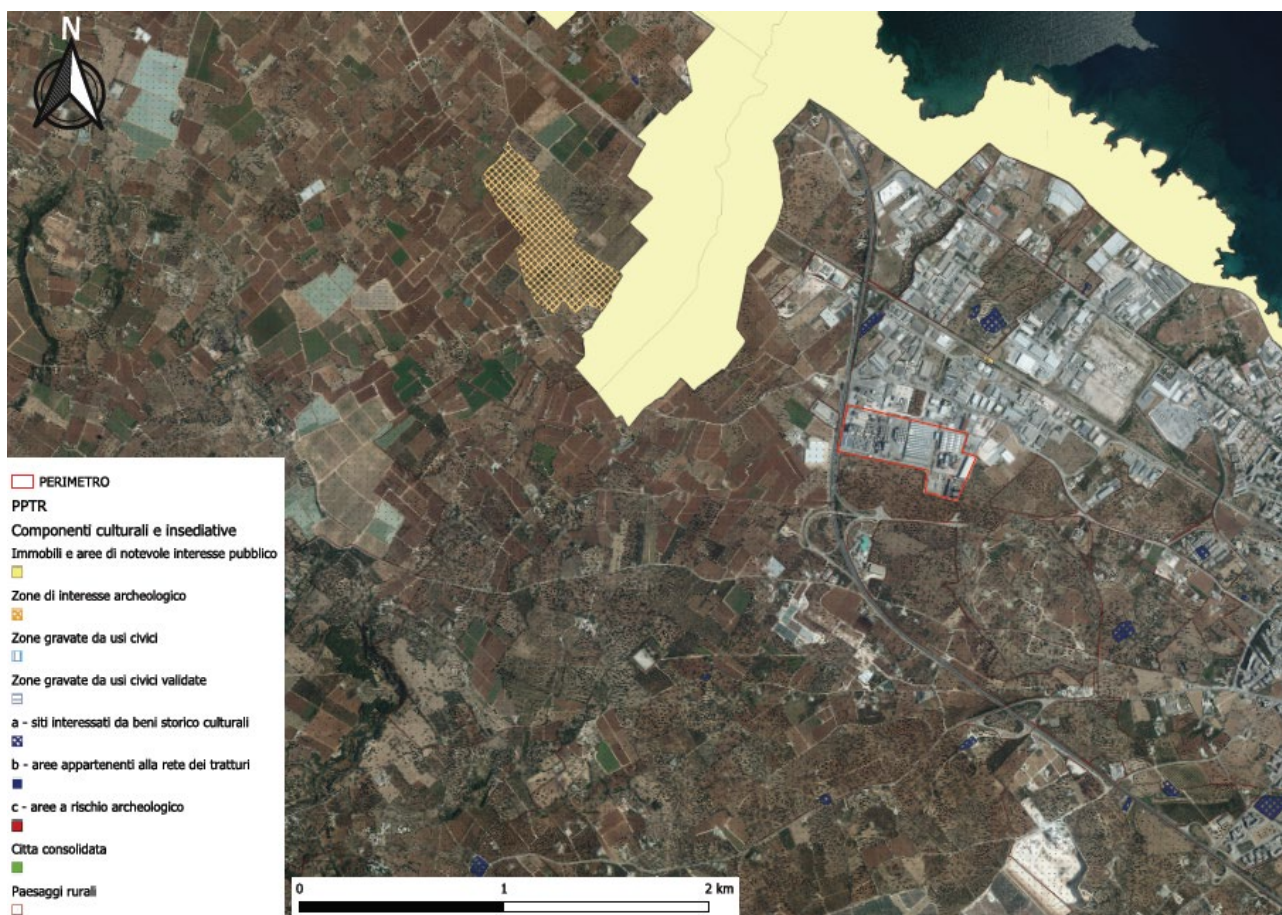 N
PERIMETRO
PPTR
Componenti culturali e insediative
Immobili e aree di notevole interesse pubblico
Zone di interesse archeologico
Zone gravate da usi civici
Zone gravate da usi civici validate
a - siti interessati da beni storico culturali
b - aree appartenenti alla rete dei tratturi
c - aree a rischio archeologico
Citta consolidata
Paesaggi rurali
0 1 2 km